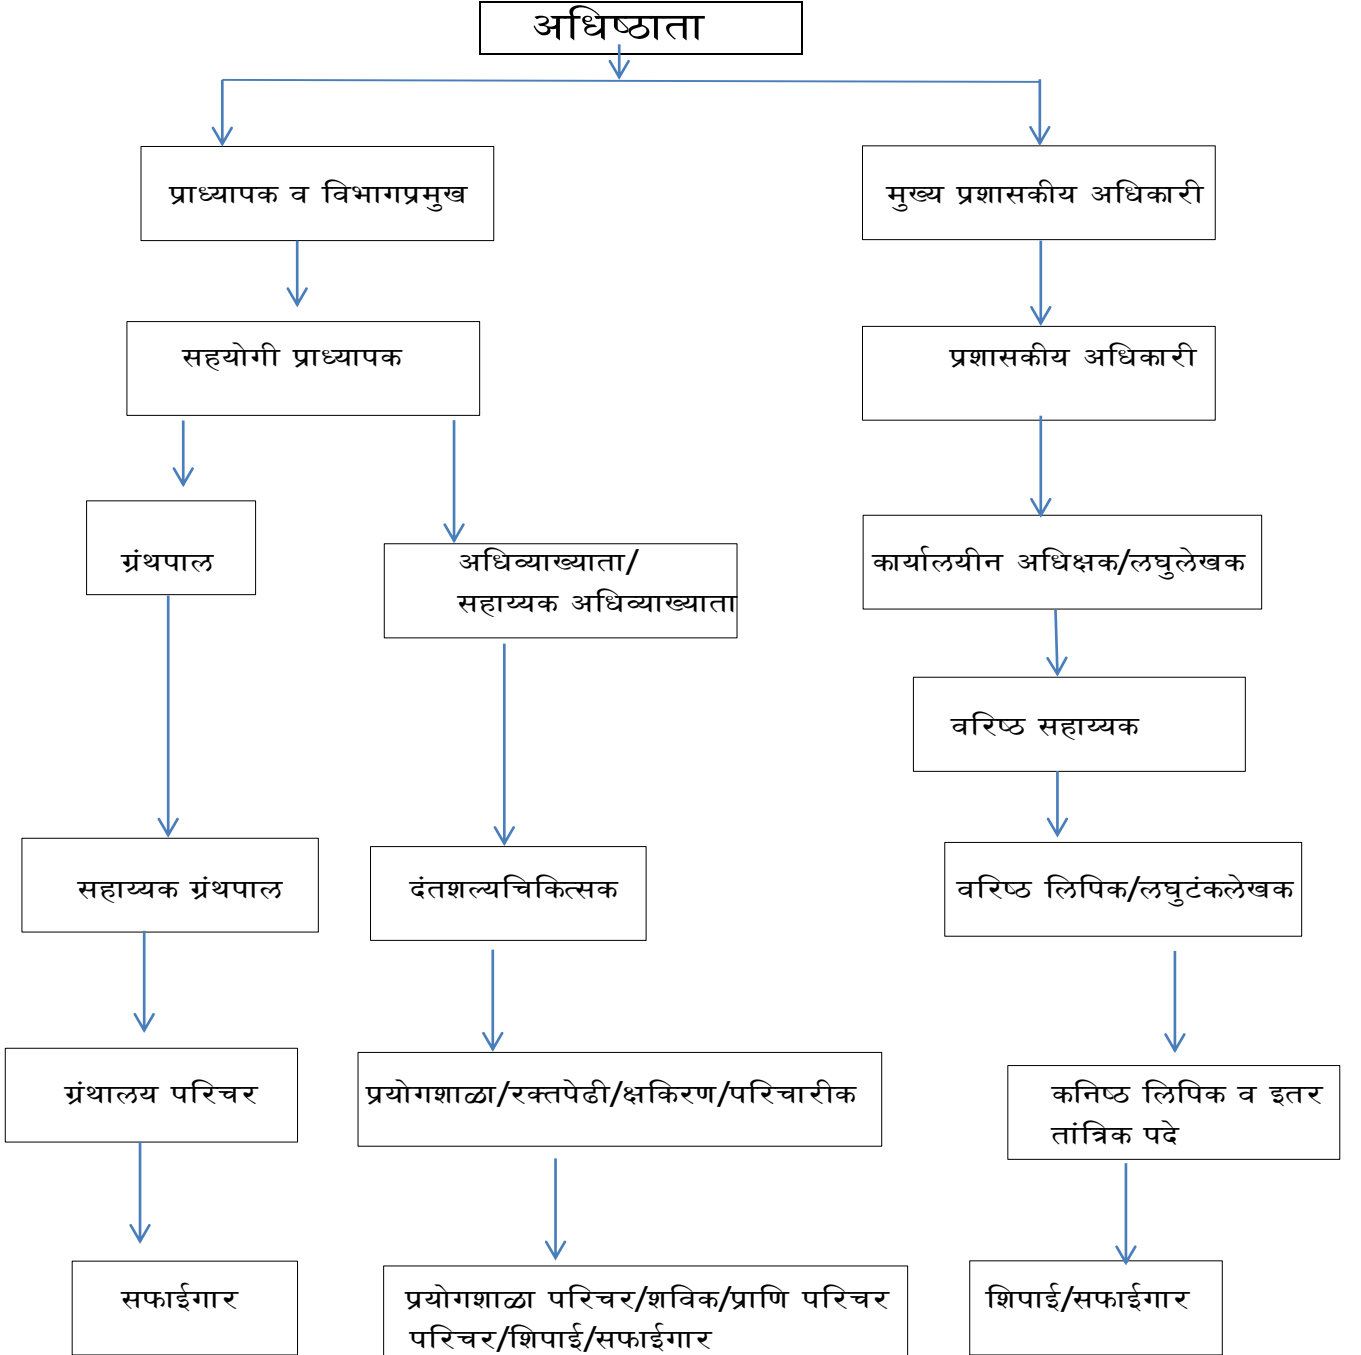 अधिष्ठाता
प्राध्यापक व विभागप्रमुख
मुख्य प्रशासकीय अधिकारी
सहयोगी प्राध्यापक
प्रशासकीय अधिकारी
ग्रंथपाल
अधिव्याख्याता/
सहाय्यक अधिव्याख्याता
कार्यालयीन अधिक्षक/लघुलेखक
वरिष्ठ सहाय्यक
सहाय्यक ग्रंथपाल
दंतशल्यचिकित्सक
वरिष्ठ लिपिक/लघुटंकलेखक
ग्रंथालय परिचर
प्रयोगशाळा/रक्तपेढी/क्षकिरण/परिचारीक
कनिष्ठ लिपिक व इतर
तांत्रिक पदे
सफाईगार
प्रयोगशाळा परिचर/शविक/प्राणि परिचर
परिचर/शिपाई/सफाईगार
शिपाई/सफाईगार